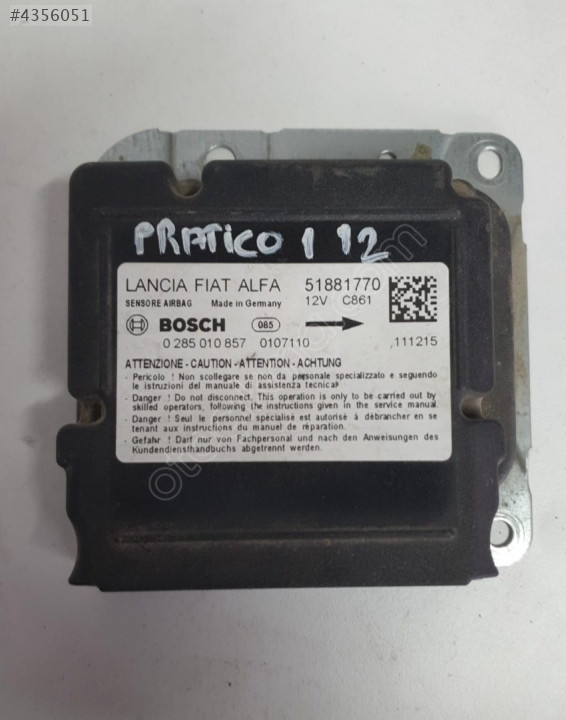 #4356051
PRATICO 1 12
LANCIA FIAT ALFA 51881770
SENSORE AIRBAG Made in Germany 12V C861
BOSCH 085
0 285 010 857 0107110 111215
ATTENZIONE - CAUTION - ATTENTION - ACHTUNG
- Pericolo ! Non scollegare se non da personale specializzato e seguendo
le istruzioni del manuale di assistenza tecnica!
- Danger ! Do not disconnect. This operation is only to be carried out by
skilled operators, following the instructions given in the service manual.
- Danger ! Seul le personnel spécialisé est autorisé à débrancher en se
tenant aux instructions du manuel de réparation.
- Gefahr ! Darf nur von Fachpersonal und nach den Anweisungen des
Kundendiensthandbuchs abgetrennt werden.